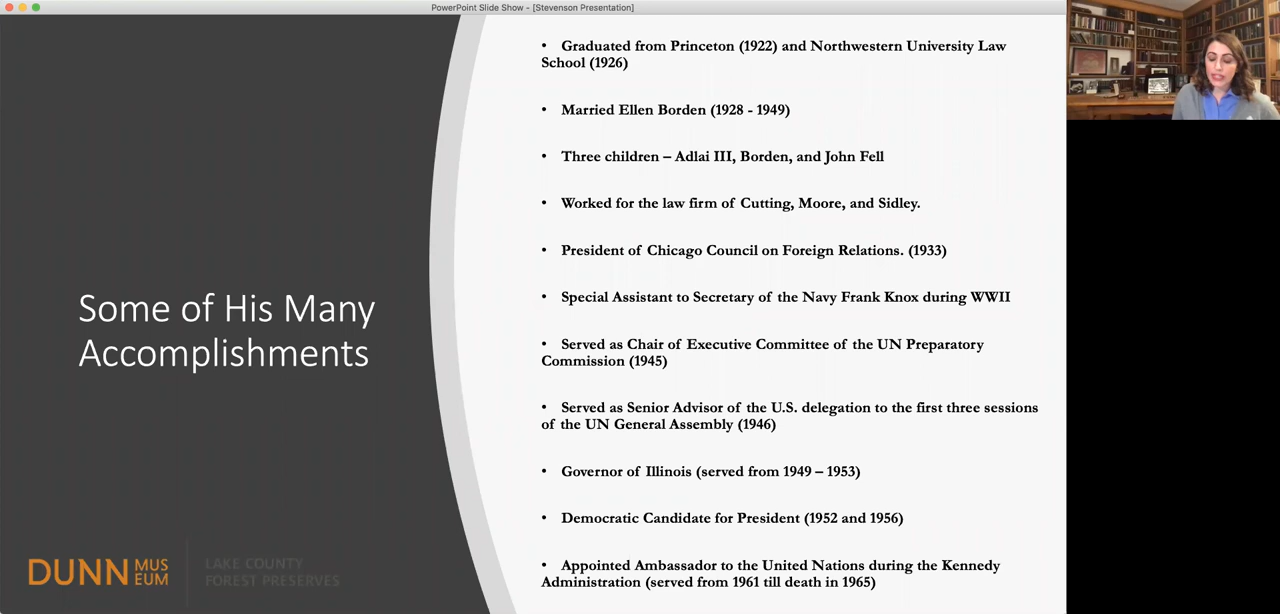 PowerPoint Slide Show - [Stevenson Presentation]
Some of His Many
Accomplishments
• Graduated from Princeton (1922) and Northwestern University Law
School (1926)
• Married Ellen Borden (1928 - 1949)
• Three children – Adlai III, Borden, and John Fell
• Worked for the law firm of Cutting, Moore, and Sidley.
• President of Chicago Council on Foreign Relations. (1933)
• Special Assistant to Secretary of the Navy Frank Knox during WWII
• Served as Chair of Executive Committee of the UN Preparatory
Commission (1945)
• Served as Senior Advisor of the U.S. delegation to the first three sessions
of the UN General Assembly (1946)
• Governor of Illinois (served from 1949 – 1953)
• Democratic Candidate for President (1952 and 1956)
• Appointed Ambassador to the United Nations during the Kennedy
Administration (served from 1961 till death in 1965)
DUNN MUS
EUM
LAKE COUNTY
FOREST PRESERVES